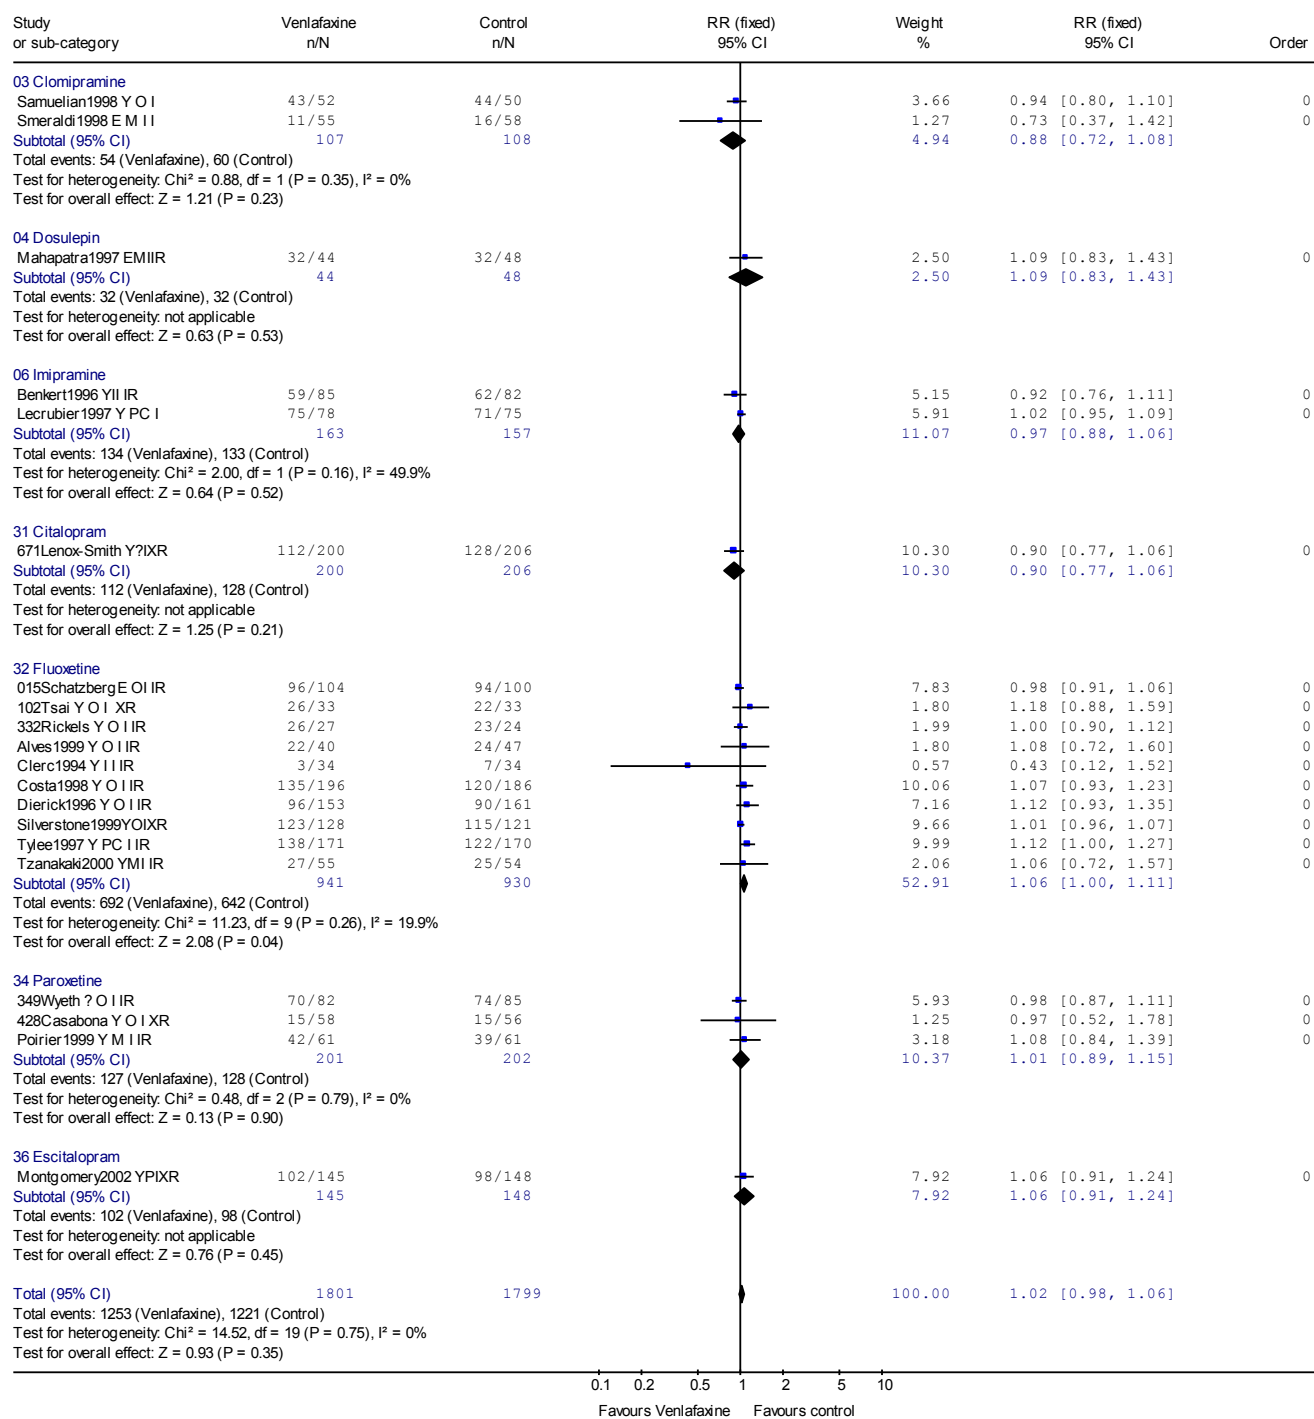 Study Venlafaxine Control RR (fixed) Weight RR (fixed)
or sub-category n/N n/N 95% CI % 95% CI Order
03 Clomipramine
Samuelian1998 Y O I 43/52 44/50 3.66 0.94 [0.80, 1.10] 0
Smeraldi1998 E M I I 11/55 16/58 1.27 0.73 [0.37, 1.42] 0
Subtotal (95% CI) 107 108 4.94 0.88 [0.72, 1.08]
Total events: 54 (Venlafaxine), 60 (Control)
Test for heterogeneity: Chi² = 0.88, df = 1 (P = 0.35), I² = 0%
Test for overall effect: Z = 1.21 (P = 0.23)
04 Dosulepin
Mahapatra1997 EMIIR 32/44 32/48 2.50 1.09 [0.83, 1.43] 0
Subtotal (95% CI) 44 48 2.50 1.09 [0.83, 1.43]
Total events: 32 (Venlafaxine), 32 (Control)
Test for heterogeneity: not applicable
Test for overall effect: Z = 0.63 (P = 0.53)
06 Imipramine
Benkert1996 YII IR 59/85 62/82 5.15 0.92 [0.76, 1.11] 0
Lecrubier1997 Y PC I 75/78 71/75 5.91 1.02 [0.95, 1.09] 0
Subtotal (95% CI) 163 157 11.07 0.97 [0.88, 1.06]
Total events: 134 (Venlafaxine), 133 (Control)
Test for heterogeneity: Chi² = 2.00, df = 1 (P = 0.16), I² = 49.9%
Test for overall effect: Z = 0.64 (P = 0.52)
31 Citalopram
671Lenox-Smith Y?IXR 112/200 128/206 10.30 0.90 [0.77, 1.06] 0
Subtotal (95% CI) 200 206 10.30 0.90 [0.77, 1.06]
Total events: 112 (Venlafaxine), 128 (Control)
Test for heterogeneity: not applicable
Test for overall effect: Z = 1.25 (P = 0.21)
32 Fluoxetine
015Schatzberg E OI IR 96/104 94/100 7.83 0.98 [0.91, 1.06] 0
102Tsai Y O I XR 26/33 22/33 1.80 1.18 [0.88, 1.59] 0
332Rickels Y O I IR 26/27 23/24 1.99 1.00 [0.90, 1.12] 0
Alves1999 Y O I IR 22/40 24/47 1.80 1.08 [0.72, 1.60] 0
Clerc1994 Y I I IR 3/34 7/34 0.57 0.43 [0.12, 1.52] 0
Costa1998 Y O I IR 135/196 120/186 10.06 1.07 [0.93, 1.23] 0
Dierick1996 Y O I IR 96/153 90/161 7.16 1.12 [0.93, 1.35] 0
Silverstone1999YOIXR 123/128 115/121 9.66 1.01 [0.96, 1.07] 0
Tylee1997 Y PC I IR 138/171 122/170 9.99 1.12 [1.00, 1.27] 0
Tzanakaki2000 YMI IR 27/55 25/54 2.06 1.06 [0.72, 1.57] 0
Subtotal (95% CI) 941 930 52.91 1.06 [1.00, 1.11]
Total events: 692 (Venlafaxine), 642 (Control)
Test for heterogeneity: Chi² = 11.23, df = 9 (P = 0.26), I² = 19.9%
Test for overall effect: Z = 2.08 (P = 0.04)
34 Paroxetine
349Wyeth ? O I IR 70/82 74/85 5.93 0.98 [0.87, 1.11] 0
428Casabona Y O I XR 15/58 15/56 1.25 0.97 [0.52, 1.78] 0
Poirier1999 Y M I IR 42/61 39/61 3.18 1.08 [0.84, 1.39] 0
Subtotal (95% CI) 201 202 10.37 1.01 [0.89, 1.15]
Total events: 127 (Venlafaxine), 128 (Control)
Test for heterogeneity: Chi² = 0.48, df = 2 (P = 0.79), I² = 0%
Test for overall effect: Z = 0.13 (P = 0.90)
36 Escitalopram
Montgomery2002 YPIXR 102/145 98/148 7.92 1.06 [0.91, 1.24] 0
Subtotal (95% CI) 145 148 7.92 1.06 [0.91, 1.24]
Total events: 102 (Venlafaxine), 98 (Control)
Test for heterogeneity: not applicable
Test for overall effect: Z = 0.76 (P = 0.45)
Total (95% CI) 1801 1799 100.00 1.02 [0.98, 1.06]
Total events: 1253 (Venlafaxine), 1221 (Control)
Test for heterogeneity: Chi² = 14.52, df = 19 (P = 0.75), I² = 0%
Test for overall effect: Z = 0.93 (P = 0.35)
0.1 0.2 0.5 1 2 5 10
Favours Venlafaxine Favours control